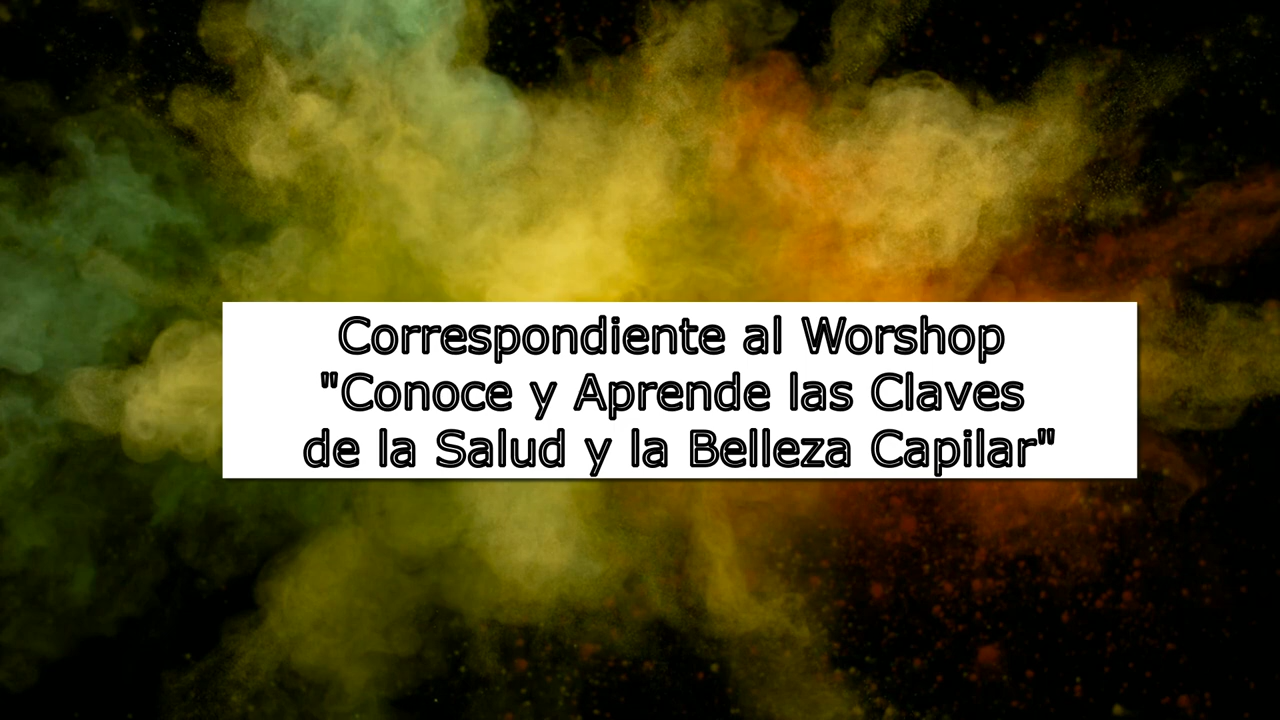 Correspondiente al Worshop
"Conoce y Aprende las Claves
de la Salud y la Belleza Capilar"